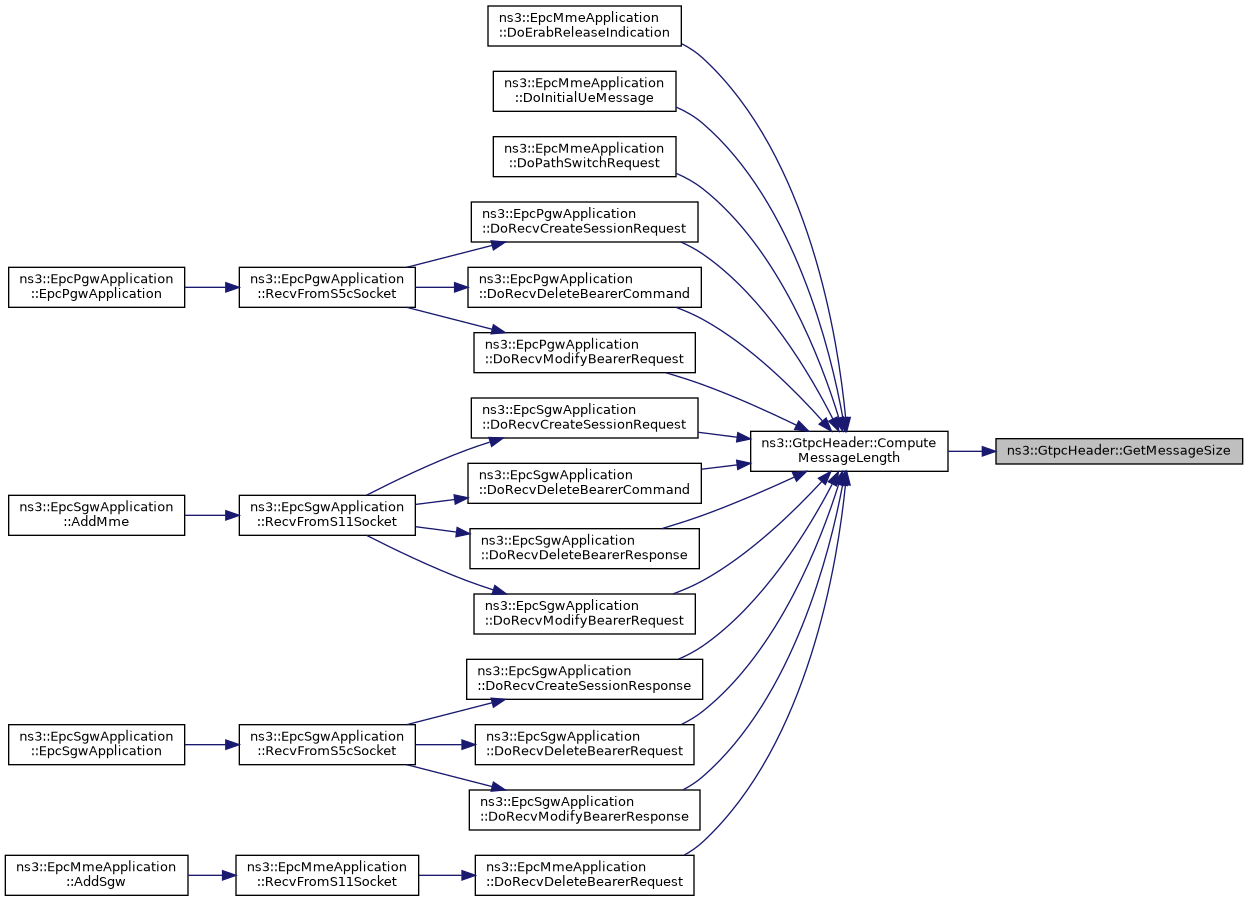 ns3::EpcMmeApplication
::DoErabReleaseIndication
ns3::EpcMmeApplication
::DoInitialUeMessage
ns3::EpcMmeApplication
::DoPathSwitchRequest
ns3::EpcPgwApplication
::DoRecvCreateSessionRequest
ns3::EpcPgwApplication
::EpcPgwApplication
ns3::EpcPgwApplication
::RecvFromS5cSocket
ns3::EpcPgwApplication
::DoRecvDeleteBearerCommand
ns3::EpcPgwApplication
::DoRecvModifyBearerRequest
ns3::EpcSgwApplication
::DoRecvCreateSessionRequest
ns3::GtpcHeader::Compute
MessageLength
ns3::GtpcHeader::GetMessageSize
ns3::EpcSgwApplication
::DoRecvDeleteBearerCommand
ns3::EpcSgwApplication
::AddMme
ns3::EpcSgwApplication
::RecvFromS11Socket
ns3::EpcSgwApplication
::DoRecvDeleteBearerResponse
ns3::EpcSgwApplication
::DoRecvModifyBearerRequest
ns3::EpcSgwApplication
::DoRecvCreateSessionResponse
ns3::EpcSgwApplication
::EpcSgwApplication
ns3::EpcSgwApplication
::RecvFromS5cSocket
ns3::EpcSgwApplication
::DoRecvDeleteBearerRequest
ns3::EpcSgwApplication
::DoRecvModifyBearerResponse
ns3::EpcMmeApplication
::AddSgw
ns3::EpcMmeApplication
::RecvFromS11Socket
ns3::EpcMmeApplication
::DoRecvDeleteBearerRequest